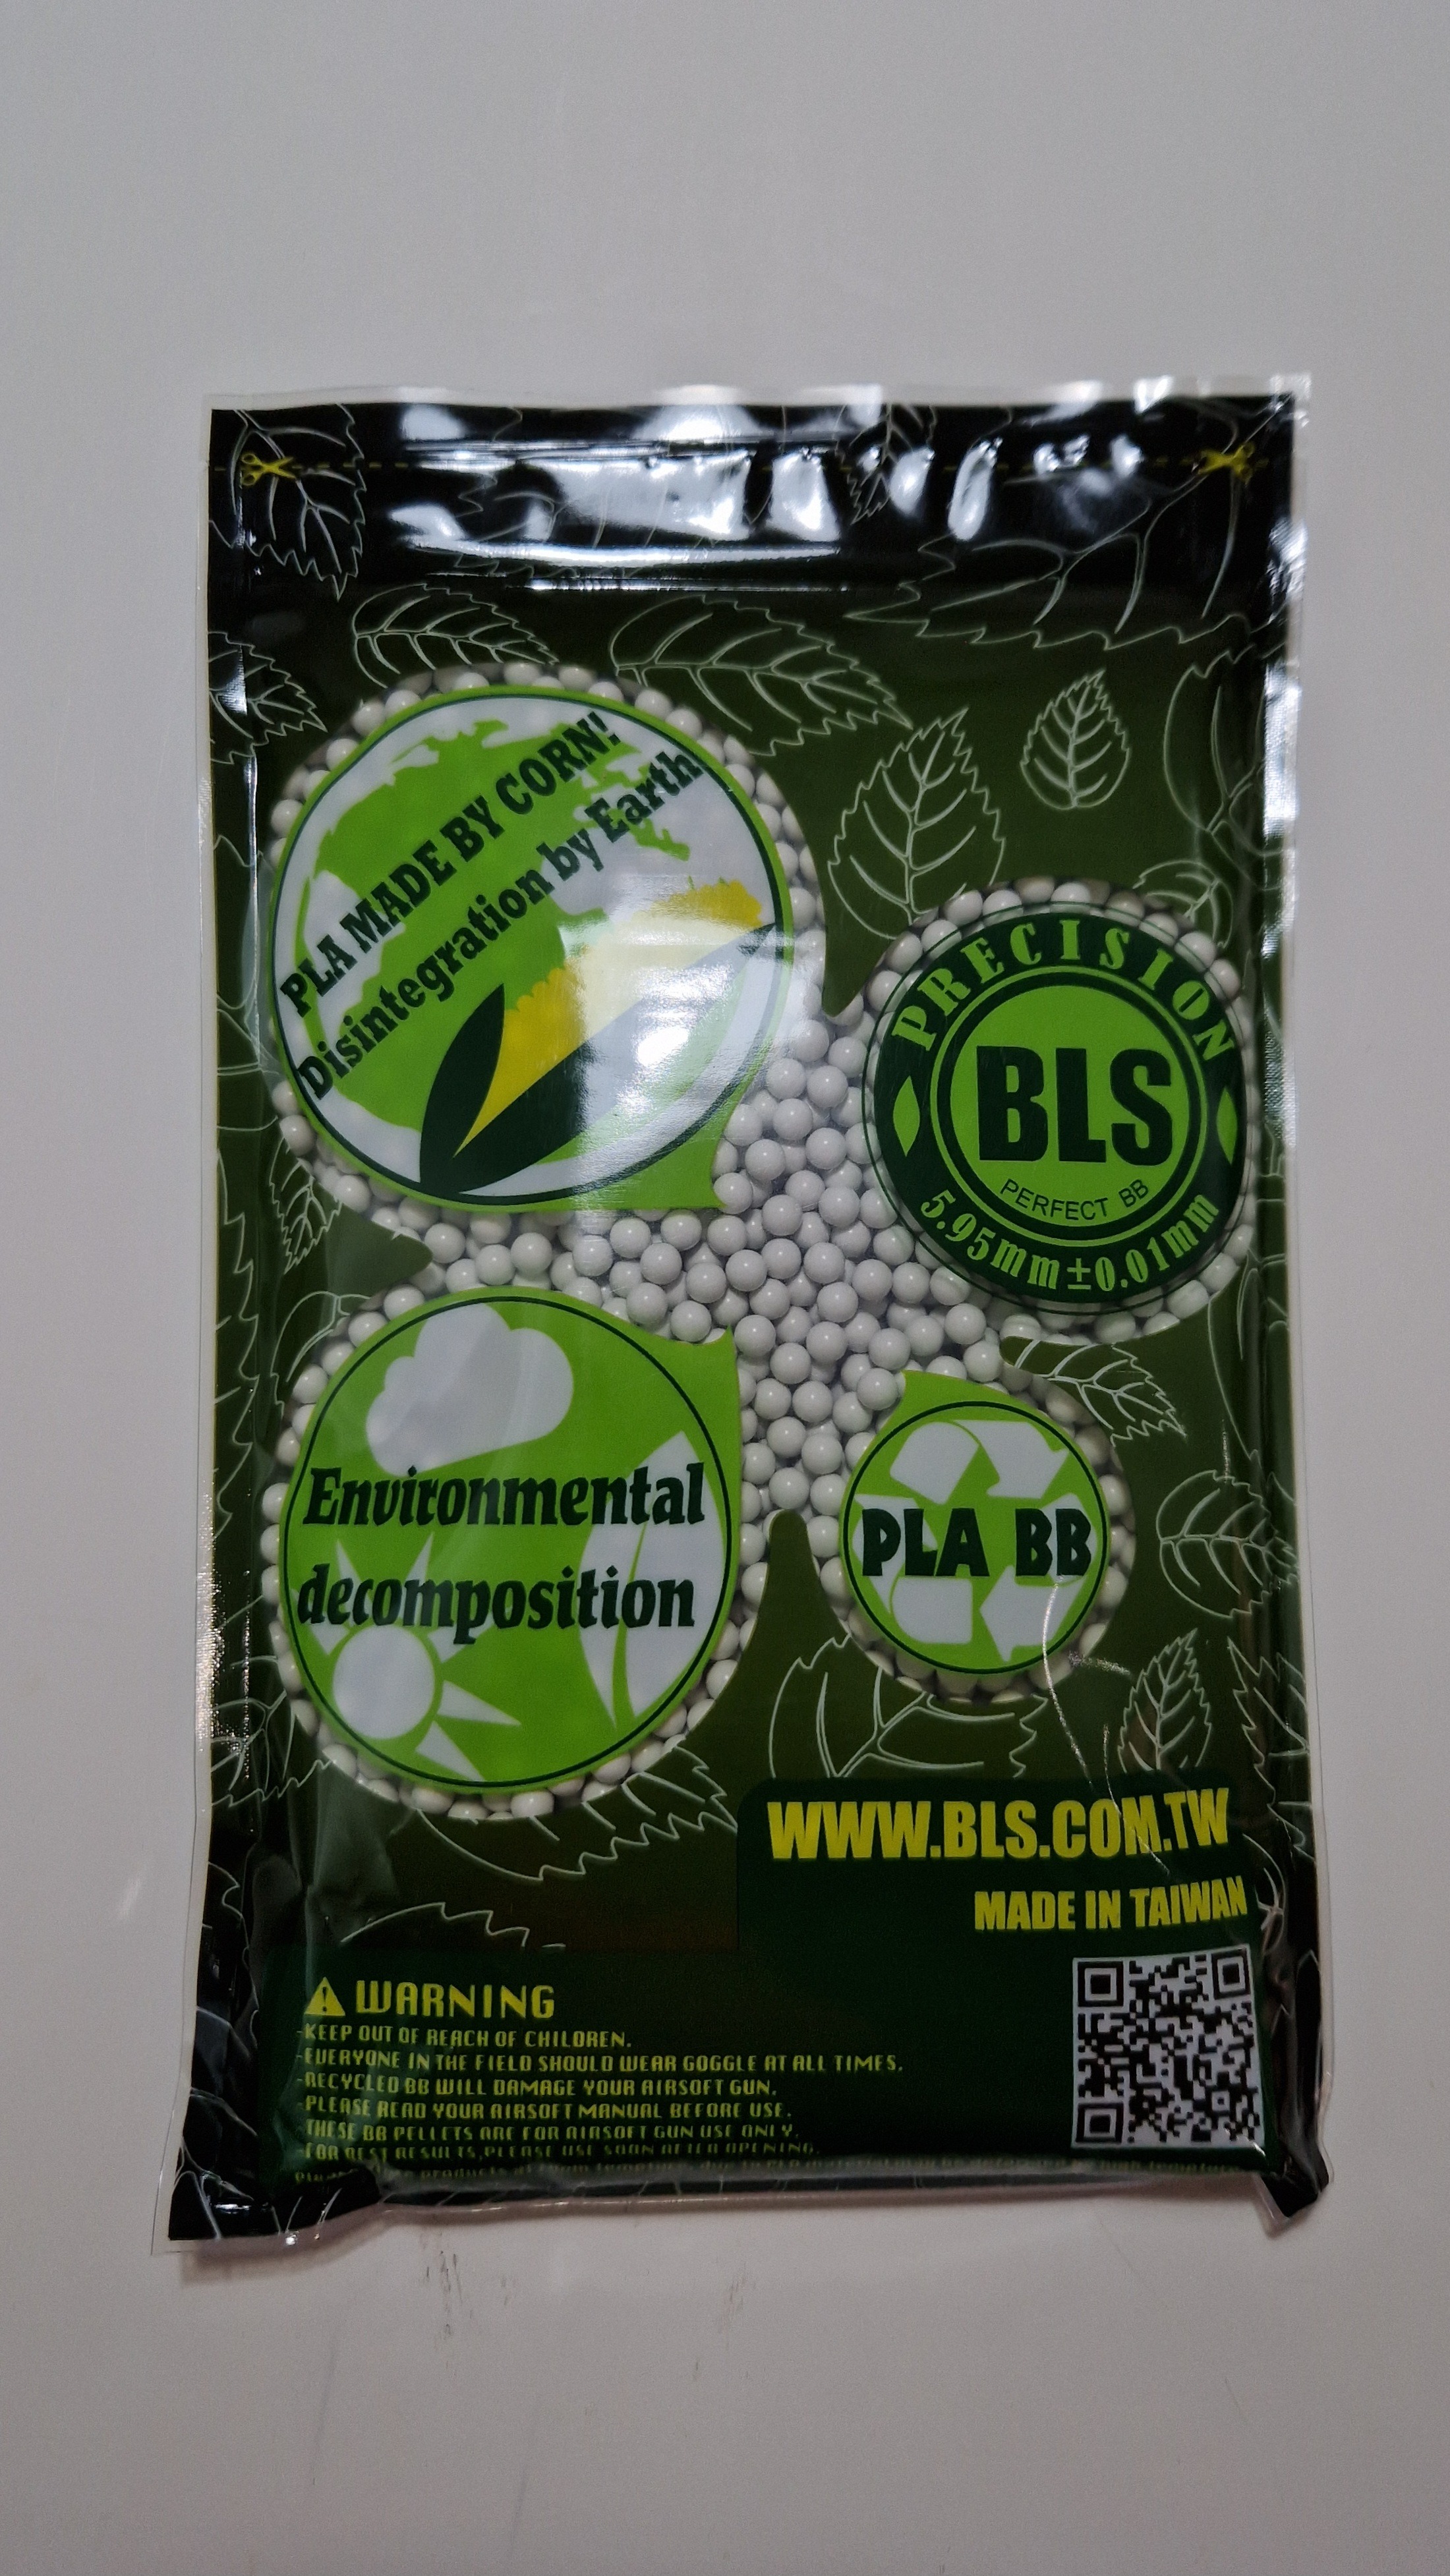 PLA MADE BY CORN!
Disintegration by Earth
PRECISION
BLS
PERFECT BB
5.95mm±0.01mm
Environmental
decomposition
PLA BB
WWW.BLS.COM.TW
MADE IN TAIWAN
WARNING
-KEEP OUT OF REACH OF CHILDREN.
-EVERYONE IN THE FIELD SHOULD WEAR GOGGLE AT ALL TIMES.
-RECYCLED BB WILL DAMAGE YOUR AIRSOFT GUN.
-PLEASE READ YOUR AIRSOFT MANUAL BEFORE USE.
-THESE BB PELLETS ARE FOR AIRSOFT GUN USE ONLY.
-FOR BEST RESULTS, PLEASE USE SOON AFTER OPENING.
products